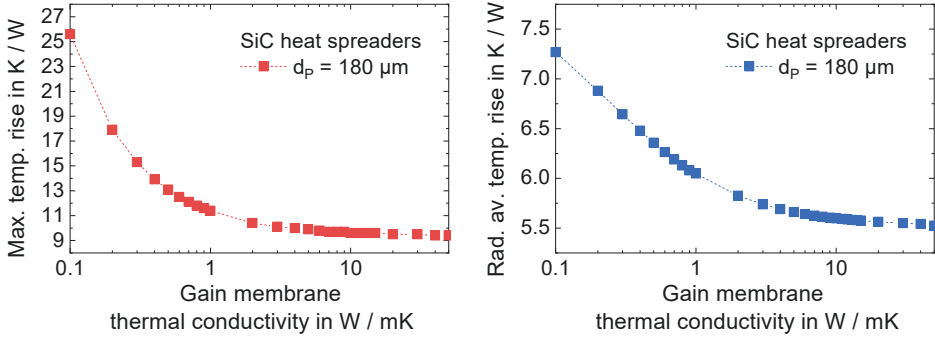 Max. temp. rise in K / W
27
25
23
21
19
17
15
13
11
9
SiC heat spreaders
d_P = 180 µm
0.1
1
10
Gain membrane
thermal conductivity in W / mK
Rad. av. temp. rise in K / W
7.5
7.0
6.5
6.0
5.5
SiC heat spreaders
d_P = 180 µm
0.1
1
10
Gain membrane
thermal conductivity in W / mK